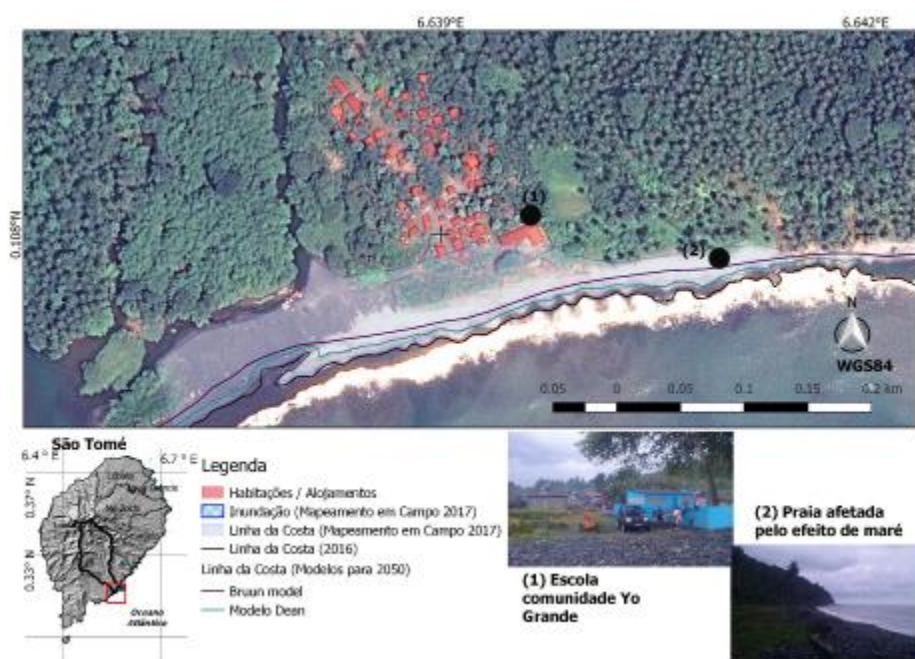 6.639°E
6.642°E
0.108°N
(1)
(2)
N
WGS84
0.05
0
0.05
0.1
0.15
0.2 km
São Tomé
6.4 °
6.7 ° E
0.37° N
0.33° N
Oceano
Atlântico
Legenda
Habitações / Alojamentos
Inundação (Mapeamento em Campo 2017)
Linha da Costa (Mapeamento em Campo 2017)
Linha da Costa (2016)
Linha da Costa (Modelos para 2050)
Bruun model
Modelo Dean
(1) Escola
comunidade Yo
Grande
(2) Praia afetada
pelo efeito de maré